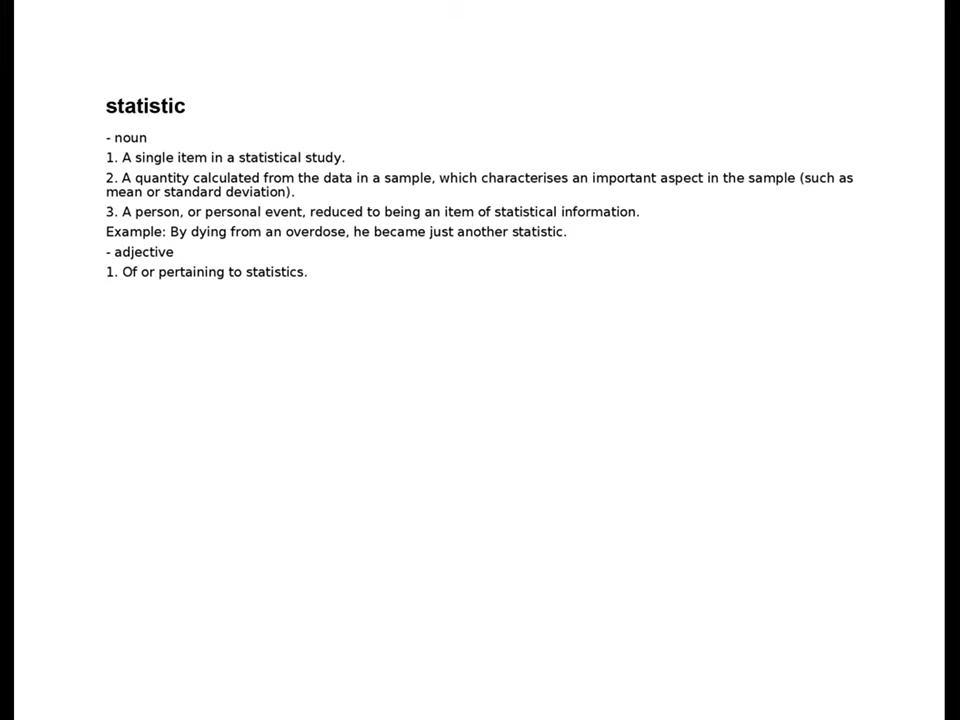 statistic
- noun
1. A single item in a statistical study.
2. A quantity calculated from the data in a sample, which characterises an important aspect in the sample (such as
mean or standard deviation).
3. A person, or personal event, reduced to being an item of statistical information.
Example: By dying from an overdose, he became just another statistic.
- adjective
1. Of or pertaining to statistics.